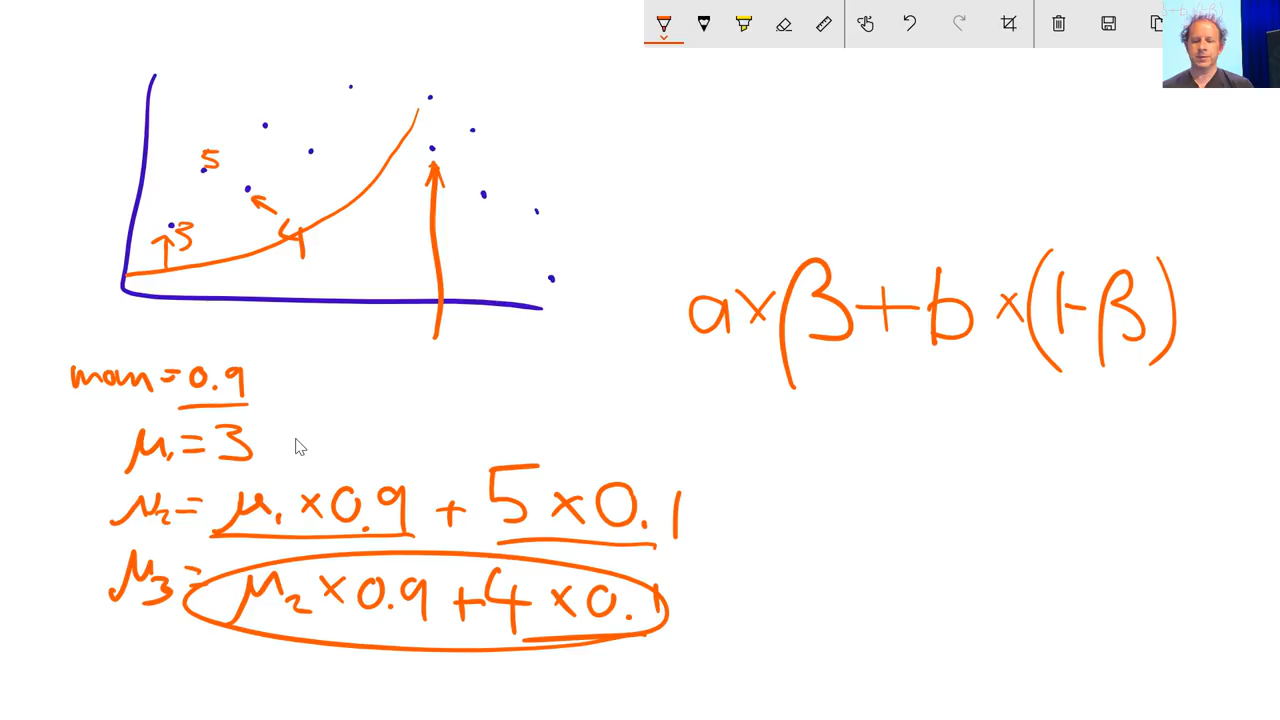 5
3
4
a×β+b×(1-β)
mom=0.9
μ₁=3
μ₂=μ₁×0.9+5×0.1
μ₃=μ₂×0.9+4×0.1